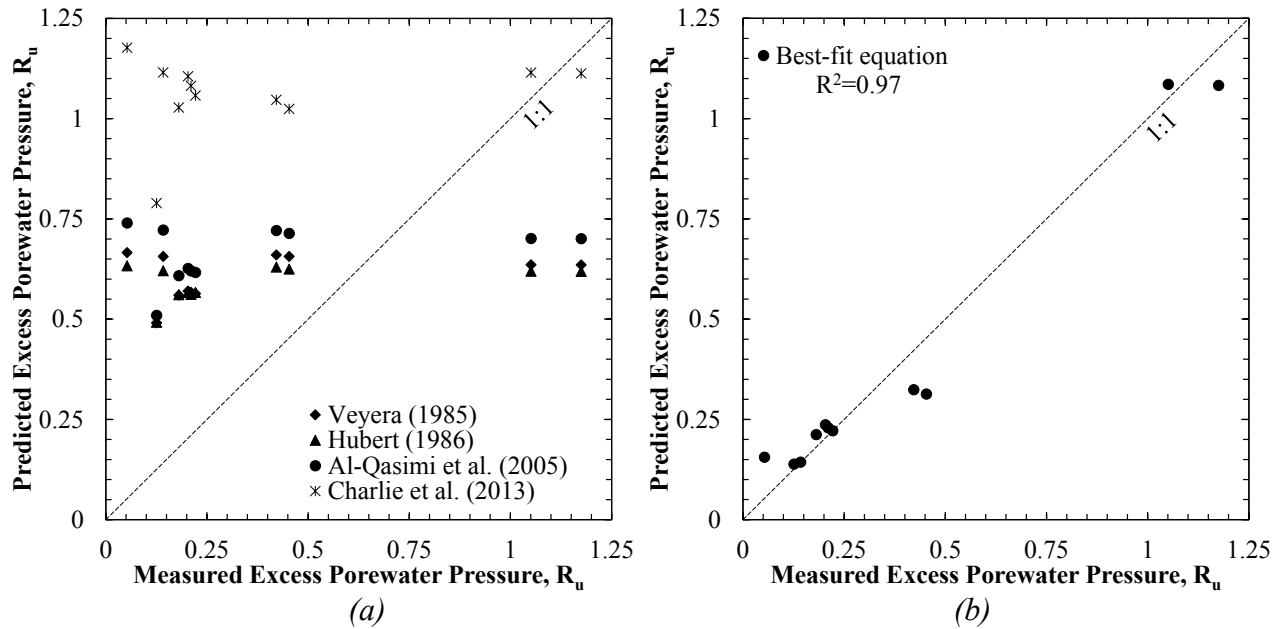 Predicted Excess Porewater Pressure, Ru
1.25
1
0.75
0.5
0.25
0
1:1
Veyera (1985)
Hubert (1986)
Al-Qasimi et al. (2005)
Charlie et al. (2013)
0 0.25 0.5 0.75 1 1.25
Measured Excess Porewater Pressure, Ru
(a)
Predicted Excess Porewater Pressure, Ru
1.25
1
0.75
0.5
0.25
0
Best-fit equation
R²=0.97
1:1
0 0.25 0.5 0.75 1 1.25
Measured Excess Porewater Pressure, Ru
(b)